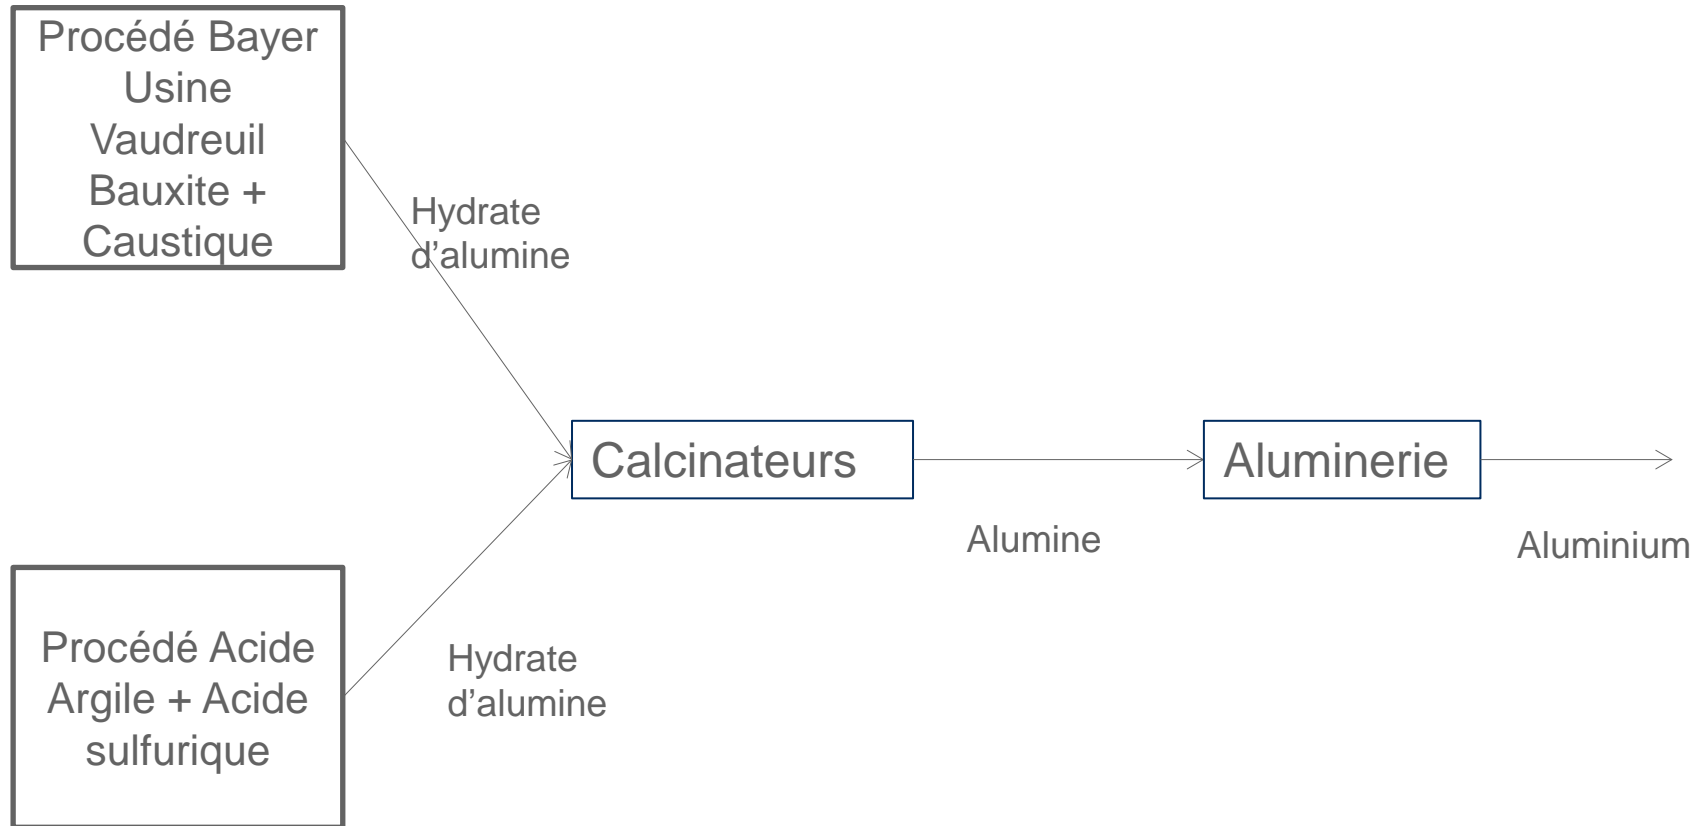 Procédé Bayer
Usine
Vaudreuil
Bauxite +
Caustique
Hydrate
d’alumine
Calcinateurs
Aluminerie
Alumine
Aluminium
Procédé Acide
Argile + Acide
sulfurique
Hydrate
d’alumine